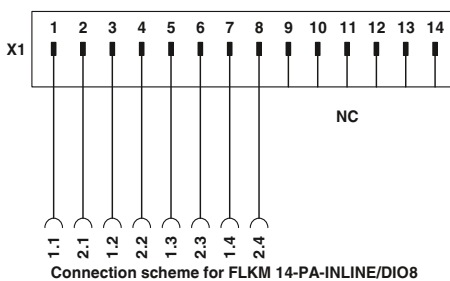 1 2 3 4 5 6 7 8 9 10 11 12 13 14
X1
NC
1.1 2.1 1.2 2.2 1.3 2.3 1.4 2.4
Connection scheme for FLKM 14-PA-INLINE/DIO8